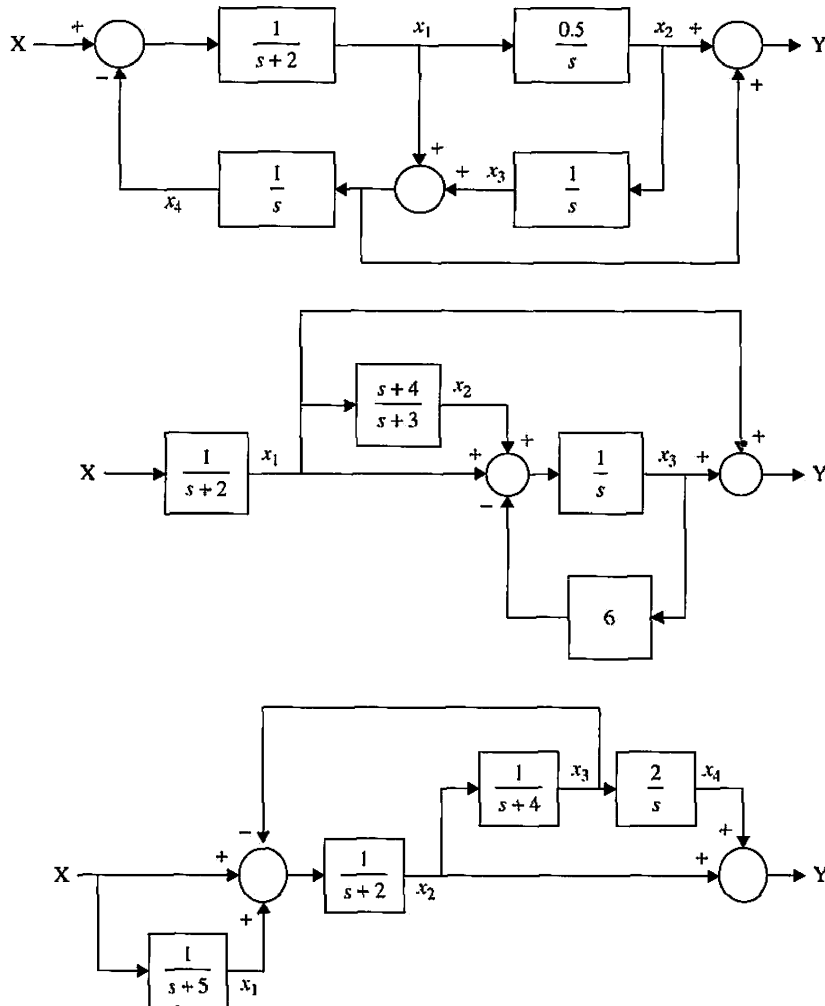 X + − 1/(s + 2) x₁ 0.5/s x₂ + + Y
x₄ 1/s + + x₃ 1/s
X 1/(s + 2) x₁ (s + 4)/(s + 3) x₂ + + − 1/s x₃ + + Y
6
1/(s + 4) x₃ 2/s x₄
X + − + 1/(s + 2) x₂ + + Y
1/(s + 5) x₁